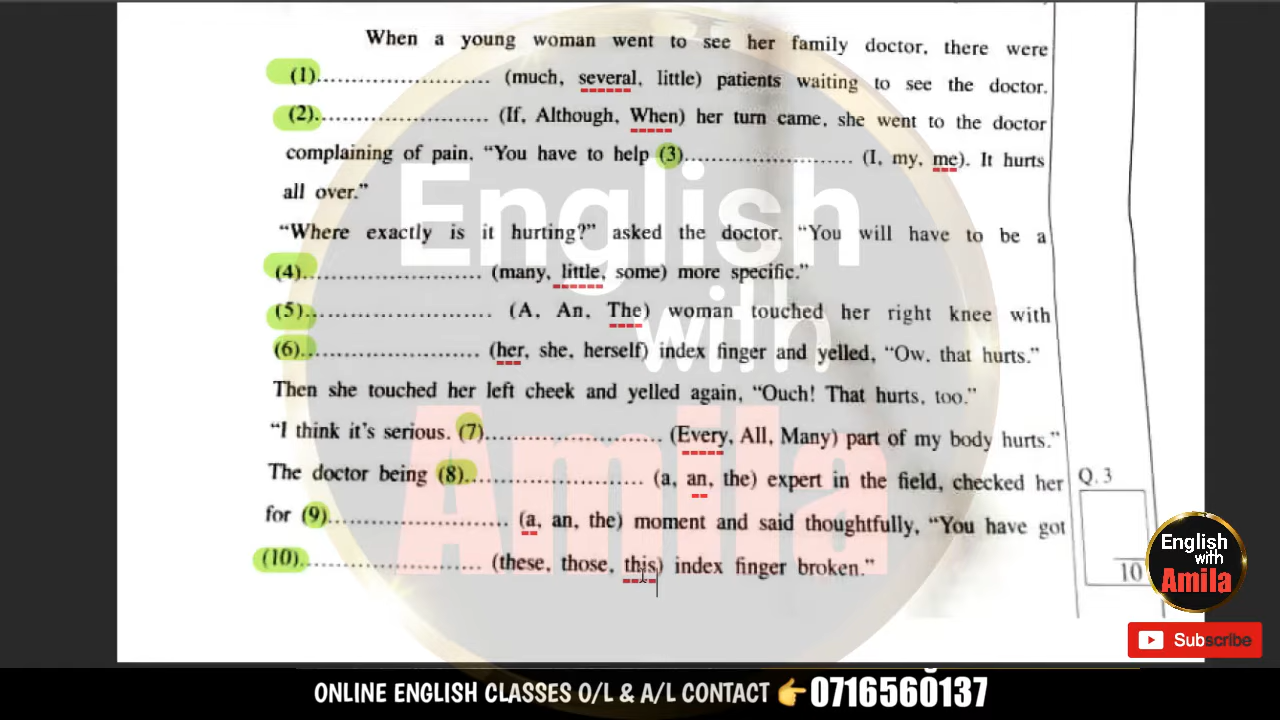 When a young woman went to see her family doctor, there were
(1)........................... (much, several, little) patients waiting to see the doctor.
(2)........................... (If, Although, When) her turn came, she went to the doctor
complaining of pain. “You have to help (3)........................... (I, my, me). It hurts
all over.”
“Where exactly is it hurting?” asked the doctor. “You will have to be a
(4)........................... (many, little, some) more specific.”
(5)........................... (A, An, The) woman touched her right knee with
(6)........................... (her, she, herself) index finger and yelled, “Ow, that hurts.”
Then she touched her left cheek and yelled again, “Ouch! That hurts, too.”
“I think it's serious. (7)........................... (Every, All, Many) part of my body hurts.”
The doctor being (8)........................... (a, an, the) expert in the field, checked her
for (9)........................... (a, an, the) moment and said thoughtfully, “You have got
(10)........................... (these, those, this) index finger broken.”
Q. 3
10
English
with
Amila
English
with
Amila
Subscribe
ONLINE ENGLISH CLASSES O/L & A/L CONTACT 👉 0716560137